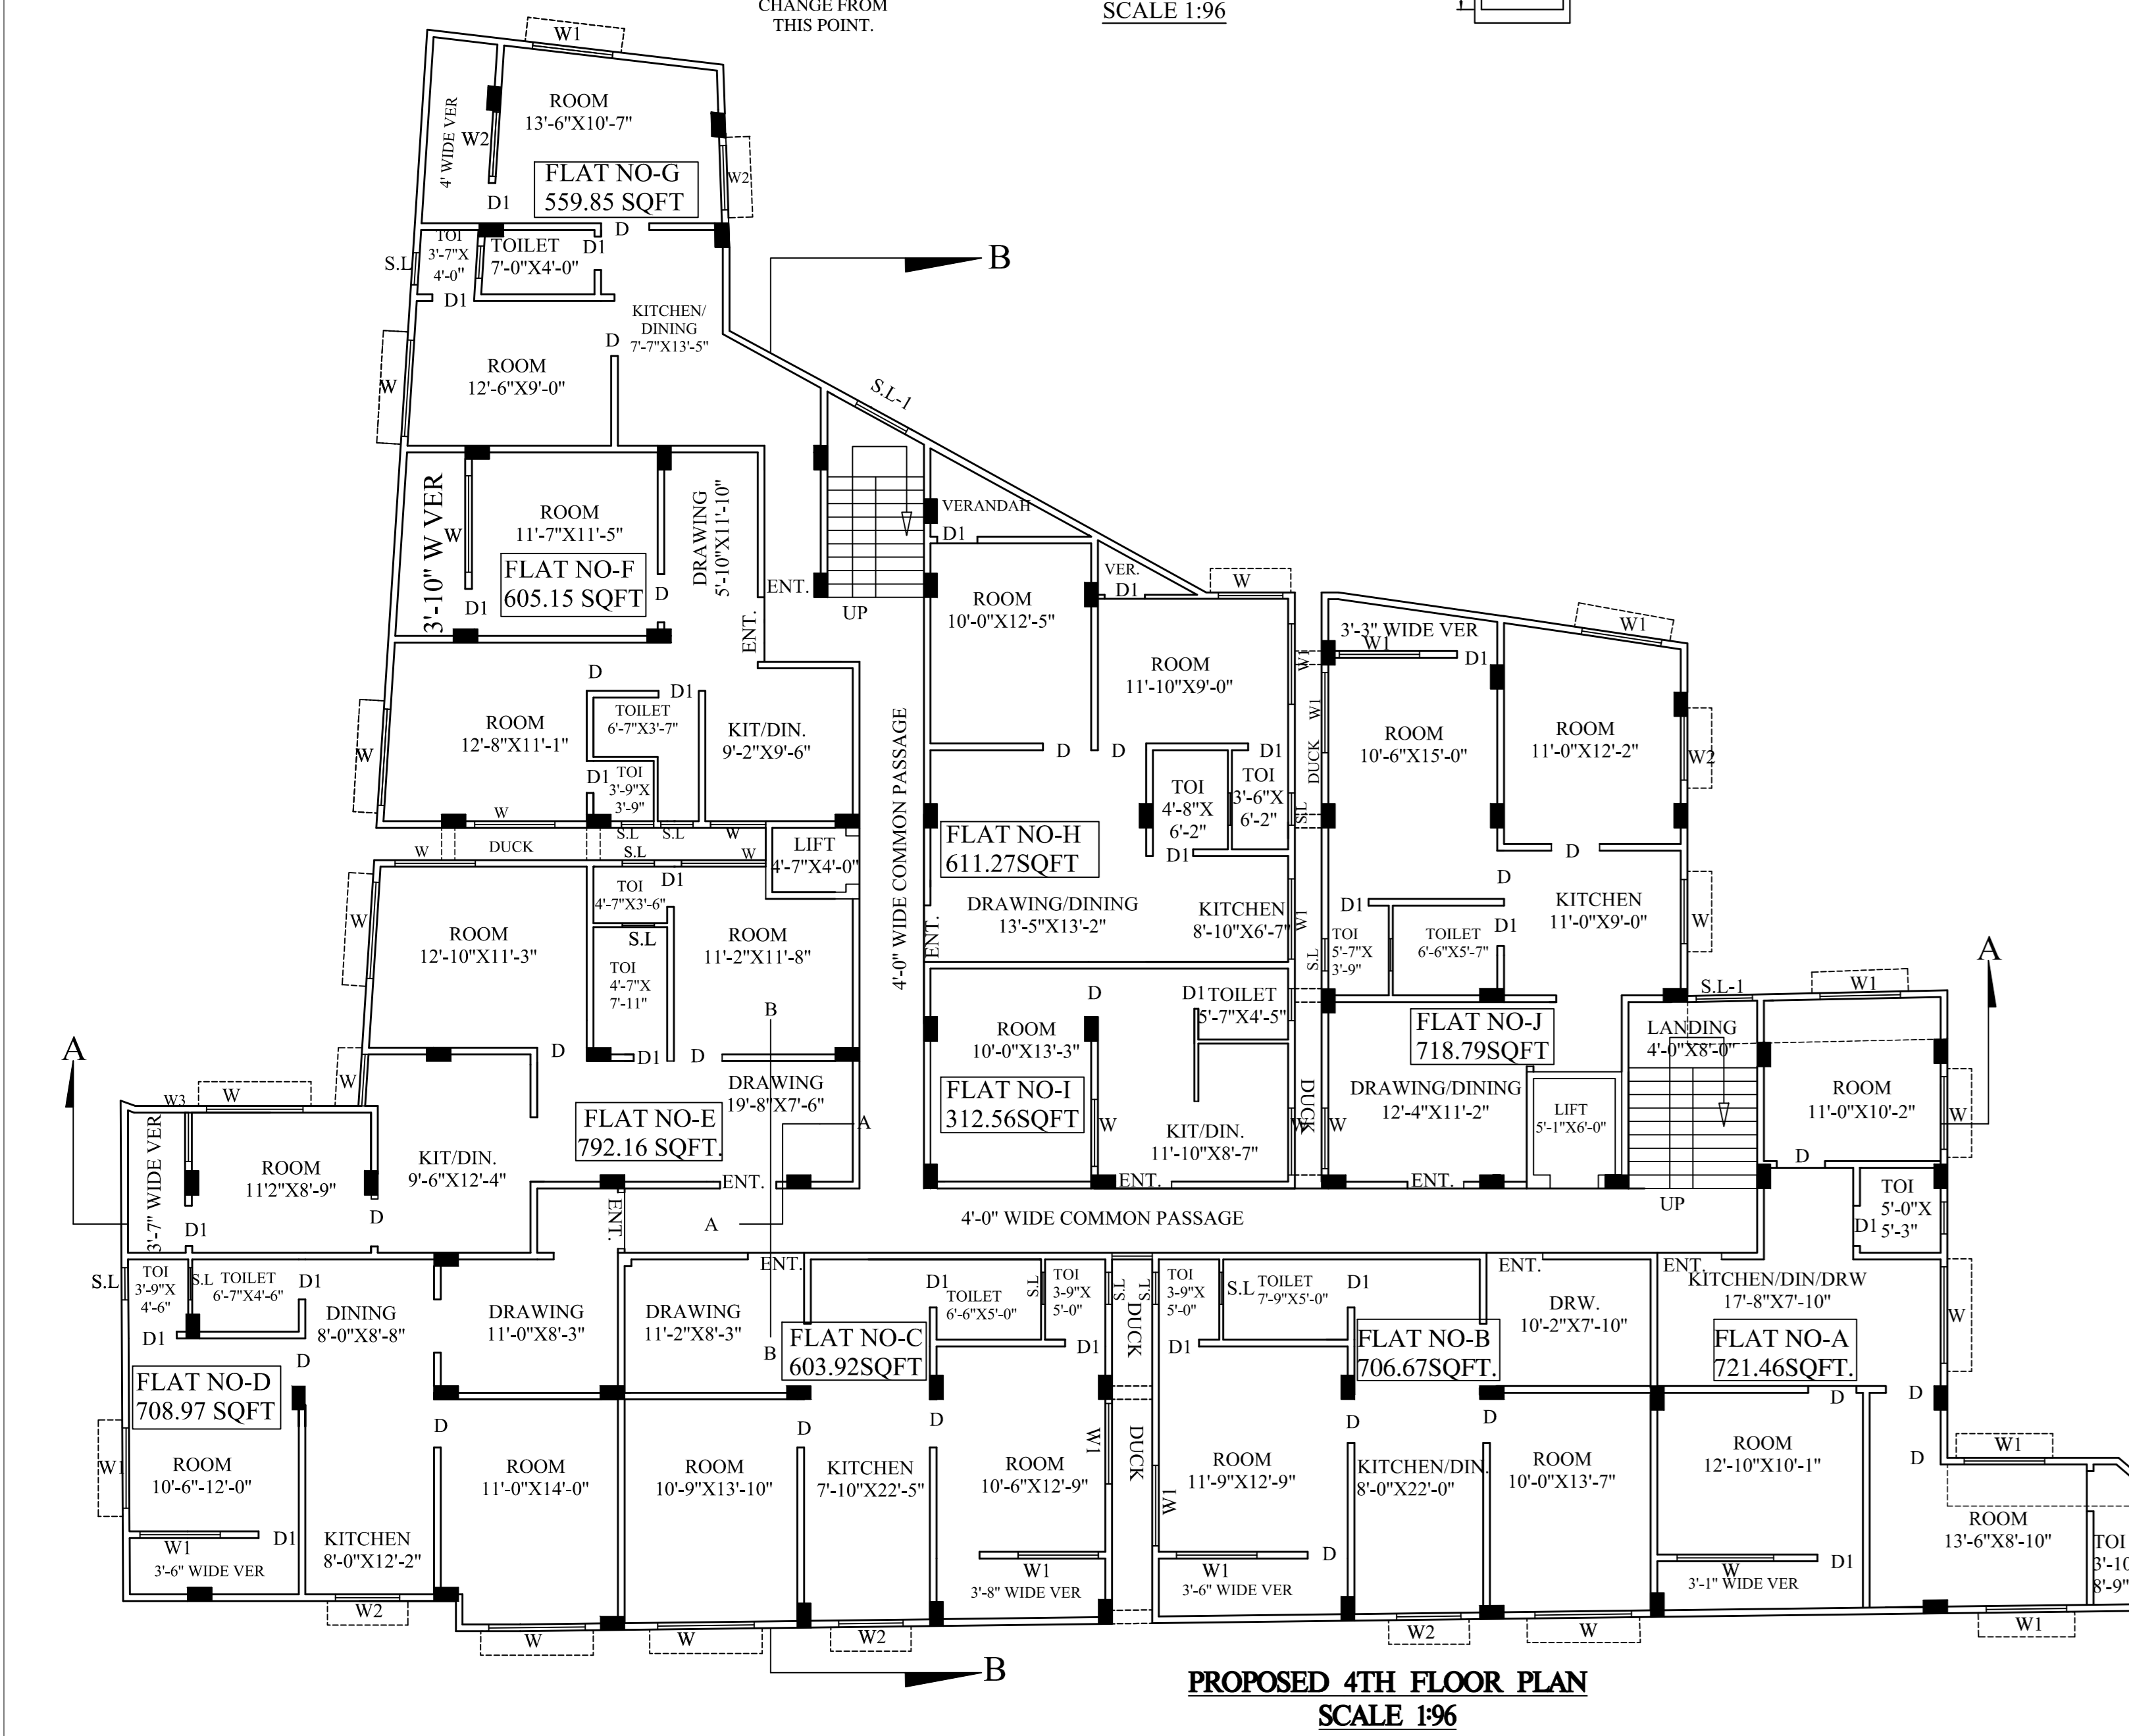 CHANGE FROM
THIS POINT.
SCALE 1:96
W1
ROOM
13'-6"X10'-7"
4' WIDE VER
W2
W2
FLAT NO-G
559.85 SQFT
D1
D
TOI
3'-7"X
4'-0"
TOILET
7'-0"X4'-0"
D1
S.L
D1
B
KITCHEN/
DINING
7'-7"X13'-5"
D
ROOM
12'-6"X9'-0"
W
S.L-1
3'-10" W VER
W
ROOM
11'-7"X11'-5"
DRAWING
5'-10"X11'-10"
FLAT NO-F
605.15 SQFT
D1
D
ENT.
ENT.
UP
VERANDAH
D1
VER.
D1
W
ROOM
10'-0"X12'-5"
ROOM
11'-10"X9'-0"
W1
3'-3" WIDE VER
W1
D1
W1
W1
DUCK
S.L
D
ROOM
12'-8"X11'-1"
W
TOILET
6'-7"X3'-7"
D1
KIT/DIN.
9'-2"X9'-6"
D1
TOI
3'-9"X
3'-9"
4'-0" WIDE COMMON PASSAGE
D
D
D1
TOI
4'-8"X
6'-2"
TOI
3'-6"X
6'-2"
D1
ROOM
10'-6"X15'-0"
ROOM
11'-0"X12'-2"
W2
W
S.L
S.L
W
W
DUCK
S.L
W
LIFT
4'-7"X4'-0"
FLAT NO-H
611.27SQFT
D
D
W
TOI
4'-7"X3'-6"
D1
S.L
ROOM
12'-10"X11'-3"
TOI
4'-7"X
7'-11"
ROOM
11'-2"X11'-8"
DRAWING/DINING
13'-5"X13'-2"
KITCHEN
8'-10"X6'-7"
ENT.
W1
S.L
KITCHEN
11'-0"X9'-0"
W
D1
TOI
5'-7"X
3'-9"
TOILET
6'-6"X5'-7"
D1
A
A
B
D
D1
D
W
DRAWING
19'-8"X7'-6"
FLAT NO-E
792.16 SQFT.
A
D
D1
TOILET
5'-7"X4'-5"
ROOM
10'-0"X13'-3"
FLAT NO-I
312.56SQFT
W
KIT/DIN.
11'-10"X8'-7"
DUCK
W
W
FLAT NO-J
718.79SQFT
DRAWING/DINING
12'-4"X11'-2"
LIFT
5'-1"X6'-0"
S.L-1
W1
LANDING
4'-0"X8'-0"
ROOM
11'-0"X10'-2"
W
D
W3
W
3'-7" WIDE VER
ROOM
11'2"X8'-9"
D1
D
KIT/DIN.
9'-6"X12'-4"
ENT.
ENT.
A
ENT.
ENT.
4'-0" WIDE COMMON PASSAGE
UP
TOI
5'-0"X
5'-3"
D1
S.L
TOI
3'-9"X
4'-6"
S.L
TOILET
6'-7"X4'-6"
D1
D1
DINING
8'-0"X8'-8"
D
DRAWING
11'-0"X8'-3"
DRAWING
11'-2"X8'-3"
ENT.
B
D1
TOILET
6'-6"X5'-0"
S.L
TOI
3-9"X
5'-0"
D1
S.L
S.L
DUCK
TOI
3-9"X
5'-0"
S.L
TOILET
7'-9"X5'-0"
D1
D1
ENT.
DRW.
10'-2"X7'-10"
ENT.
KITCHEN/DIN/DRW
17'-8"X7'-10"
W
FLAT NO-D
708.97 SQFT
FLAT NO-C
603.92SQFT
FLAT NO-B
706.67SQFT.
FLAT NO-A
721.46SQFT.
D
D
D
D
D
D
D
D
W1
ROOM
10'-6"-12'-0"
W1
D1
3'-6" WIDE VER
KITCHEN
8'-0"X12'-2"
W2
ROOM
11'-0"X14'-0"
W
ROOM
10'-9"X13'-10"
W
KITCHEN
7'-10"X22'-5"
W2
ROOM
10'-6"X12'-9"
W1
W1
3'-8" WIDE VER
DUCK
W1
ROOM
11'-9"X12'-9"
W1
D
3'-6" WIDE VER
KITCHEN/DIN.
8'-0"X22'-0"
W2
ROOM
10'-0"X13'-7"
W
ROOM
12'-10"X10'-1"
W
D1
3'-1" WIDE VER
W1
ROOM
13'-6"X8'-10"
TOI
3'-10
8'-9"
W1
B
PROPOSED 4TH FLOOR PLAN
SCALE 1:96